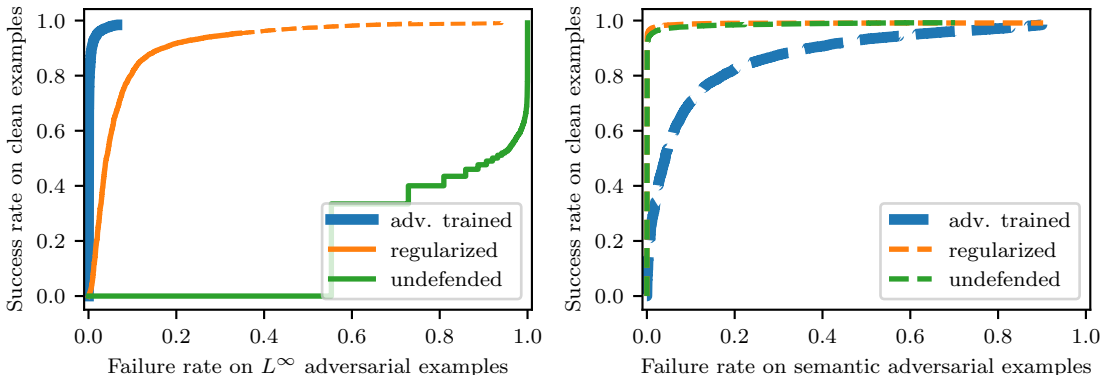 Success rate on clean examples
1.0
0.8
0.6
0.4
0.2
0.0
adv. trained
regularized
undefended
0.0 0.2 0.4 0.6 0.8 1.0
Failure rate on L∞ adversarial examples
Success rate on clean examples
1.0
0.8
0.6
0.4
0.2
0.0
adv. trained
regularized
undefended
0.0 0.2 0.4 0.6 0.8 1.0
Failure rate on semantic adversarial examples